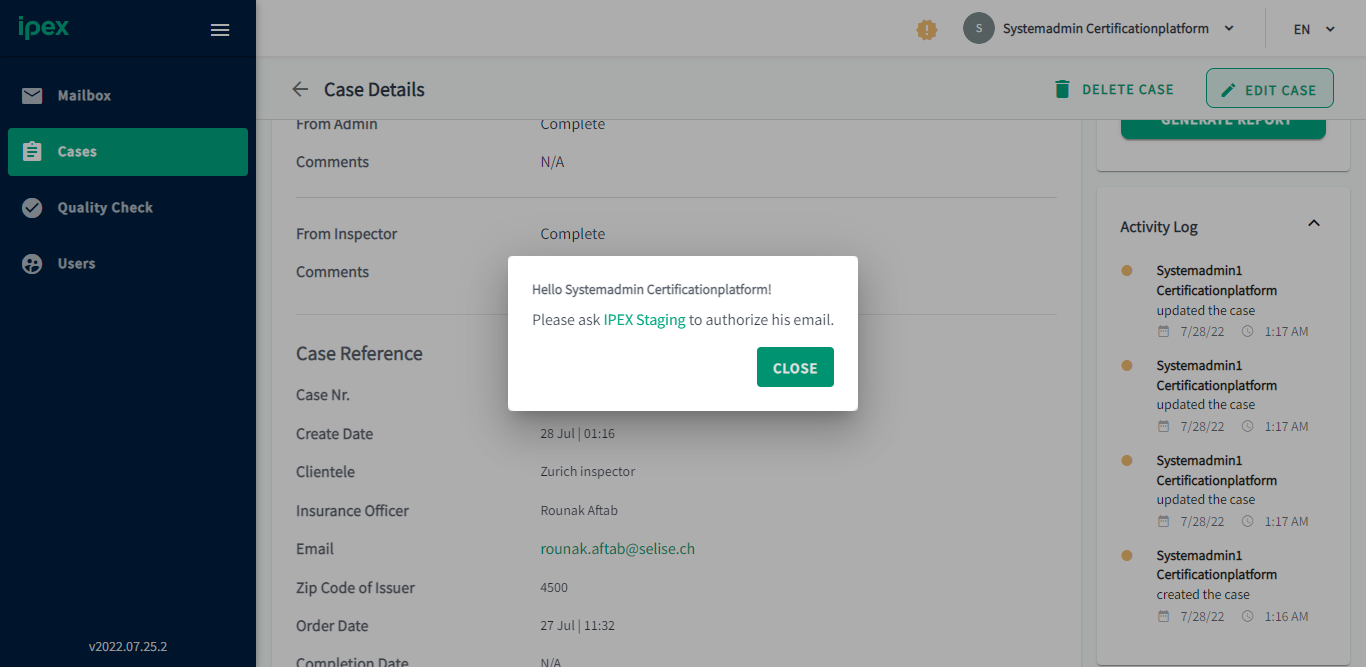 ipex
Systemadmin Certificationplatform
EN
S
Mailbox
Cases
Quality Check
Users
v2022.07.25.2
Case Details
DELETE CASE
EDIT CASE
From Admin
Complete
Comments
N/A
From Inspector
Complete
Comments
Case Reference
Case Nr.
Create Date
28 Jul | 01:16
Clientele
Zurich inspector
Insurance Officer
Rounak Aftab
Email
rounak.aftab@selise.ch
Zip Code of Issuer
4500
Order Date
27 Jul | 11:32
Completion Date
N/A
Hello Systemadmin Certificationplatform!
Please ask IPEX Staging to authorize his email.
CLOSE
GENERATE REPORT
Activity Log
Systemadmin1
Certificationplatform
updated the case
7/28/22 1:17 AM
Systemadmin1
Certificationplatform
updated the case
7/28/22 1:17 AM
Systemadmin1
Certificationplatform
updated the case
7/28/22 1:17 AM
Systemadmin1
Certificationplatform
created the case
7/28/22 1:16 AM